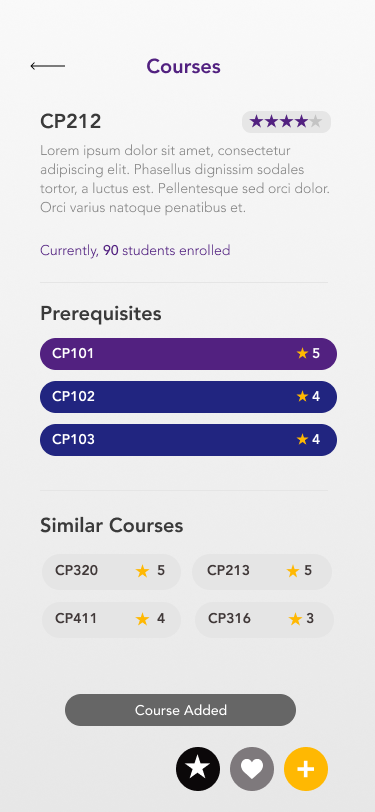 Courses
CP212
Lorem ipsum dolor sit amet, consectetur
adipiscing elit. Phasellus dignissim sodales
tortor, a luctus est. Pellentesque sed orci dolor.
Orci varius natoque penatibus et.
Currently, 90 students enrolled
Prerequisites
CP101 5
CP102 4
CP103 4
Similar Courses
CP320 5 CP213 5
CP411 4 CP316 3
Course Added